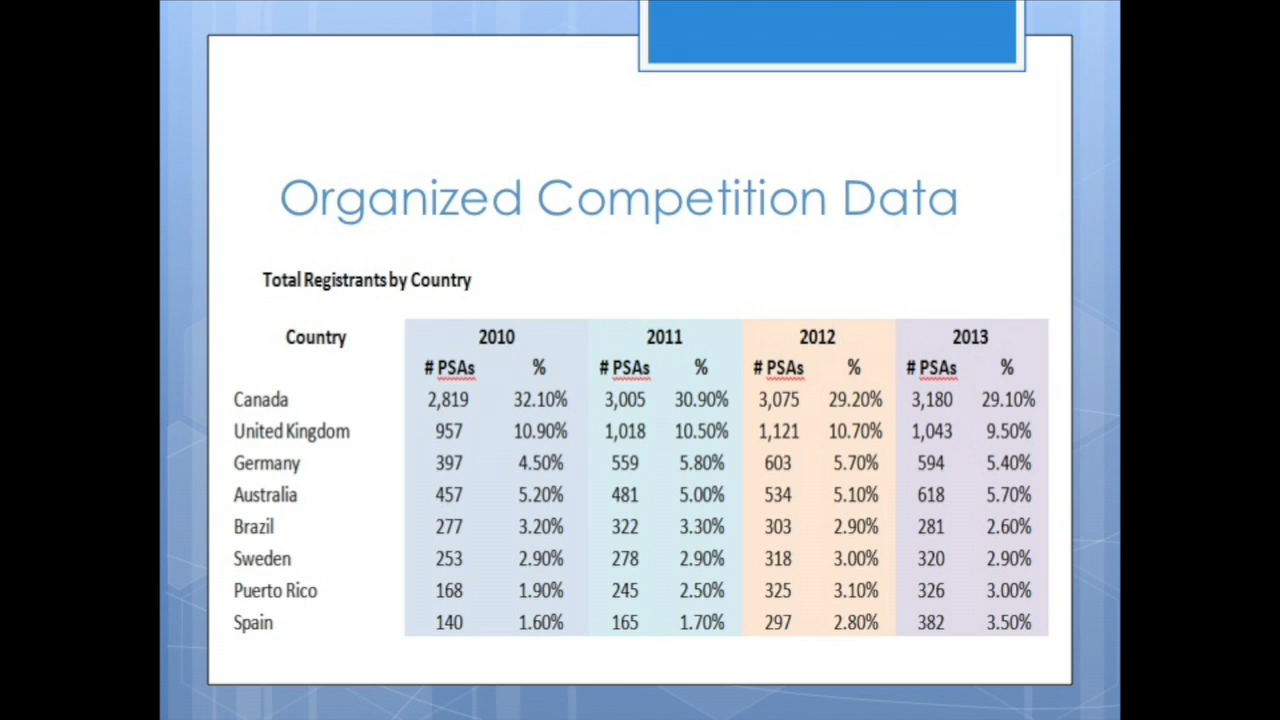 Organized Competition Data
Total Registrants by Country
Country 2010 2011 2012 2013
# PSAs % # PSAs % # PSAs % # PSAs %
Canada 2,819 32.10% 3,005 30.90% 3,075 29.20% 3,180 29.10%
United Kingdom 957 10.90% 1,018 10.50% 1,121 10.70% 1,043 9.50%
Germany 397 4.50% 559 5.80% 603 5.70% 594 5.40%
Australia 457 5.20% 481 5.00% 534 5.10% 618 5.70%
Brazil 277 3.20% 322 3.30% 303 2.90% 281 2.60%
Sweden 253 2.90% 278 2.90% 318 3.00% 320 2.90%
Puerto Rico 168 1.90% 245 2.50% 325 3.10% 326 3.00%
Spain 140 1.60% 165 1.70% 297 2.80% 382 3.50%